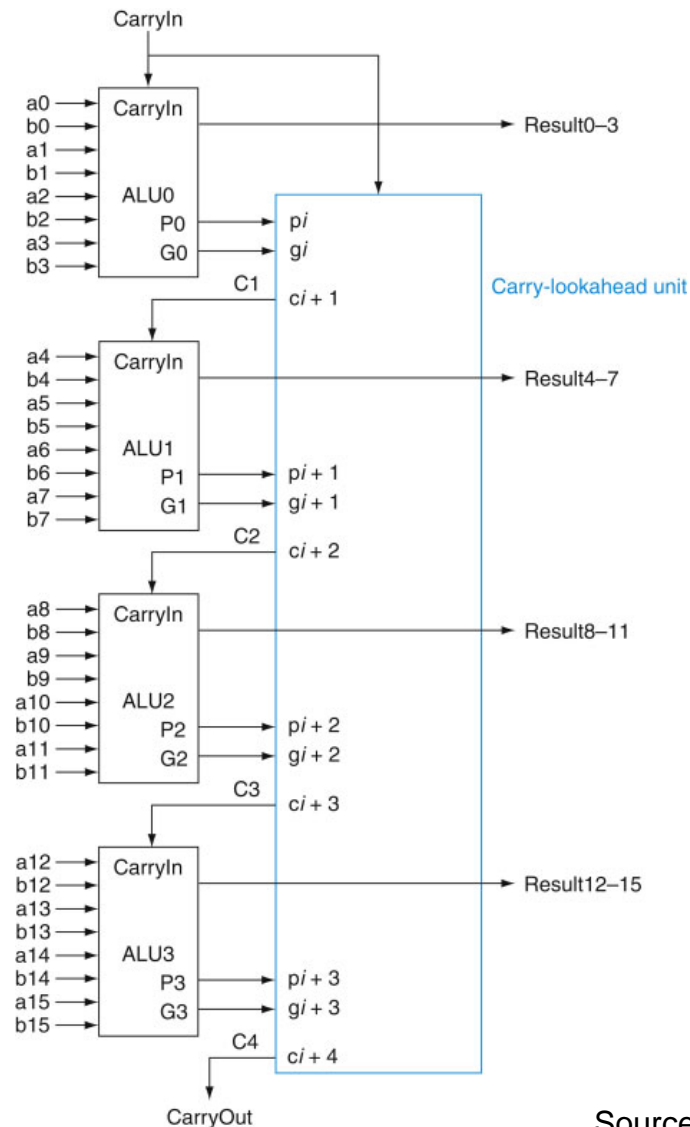 CarryIn
a0
b0
a1
b1
a2
b2
a3
b3
CarryIn
ALU0
P0
G0
Result0–3
pi
gi
Carry-lookahead unit
C1
ci + 1
a4
b4
a5
b5
a6
b6
a7
b7
CarryIn
ALU1
P1
G1
Result4–7
pi + 1
gi + 1
C2
ci + 2
a8
b8
a9
b9
a10
b10
a11
b11
CarryIn
ALU2
P2
G2
Result8–11
pi + 2
gi + 2
C3
ci + 3
a12
b12
a13
b13
a14
b14
a15
b15
CarryIn
ALU3
P3
G3
Result12–15
pi + 3
gi + 3
C4
ci + 4
CarryOut
Source